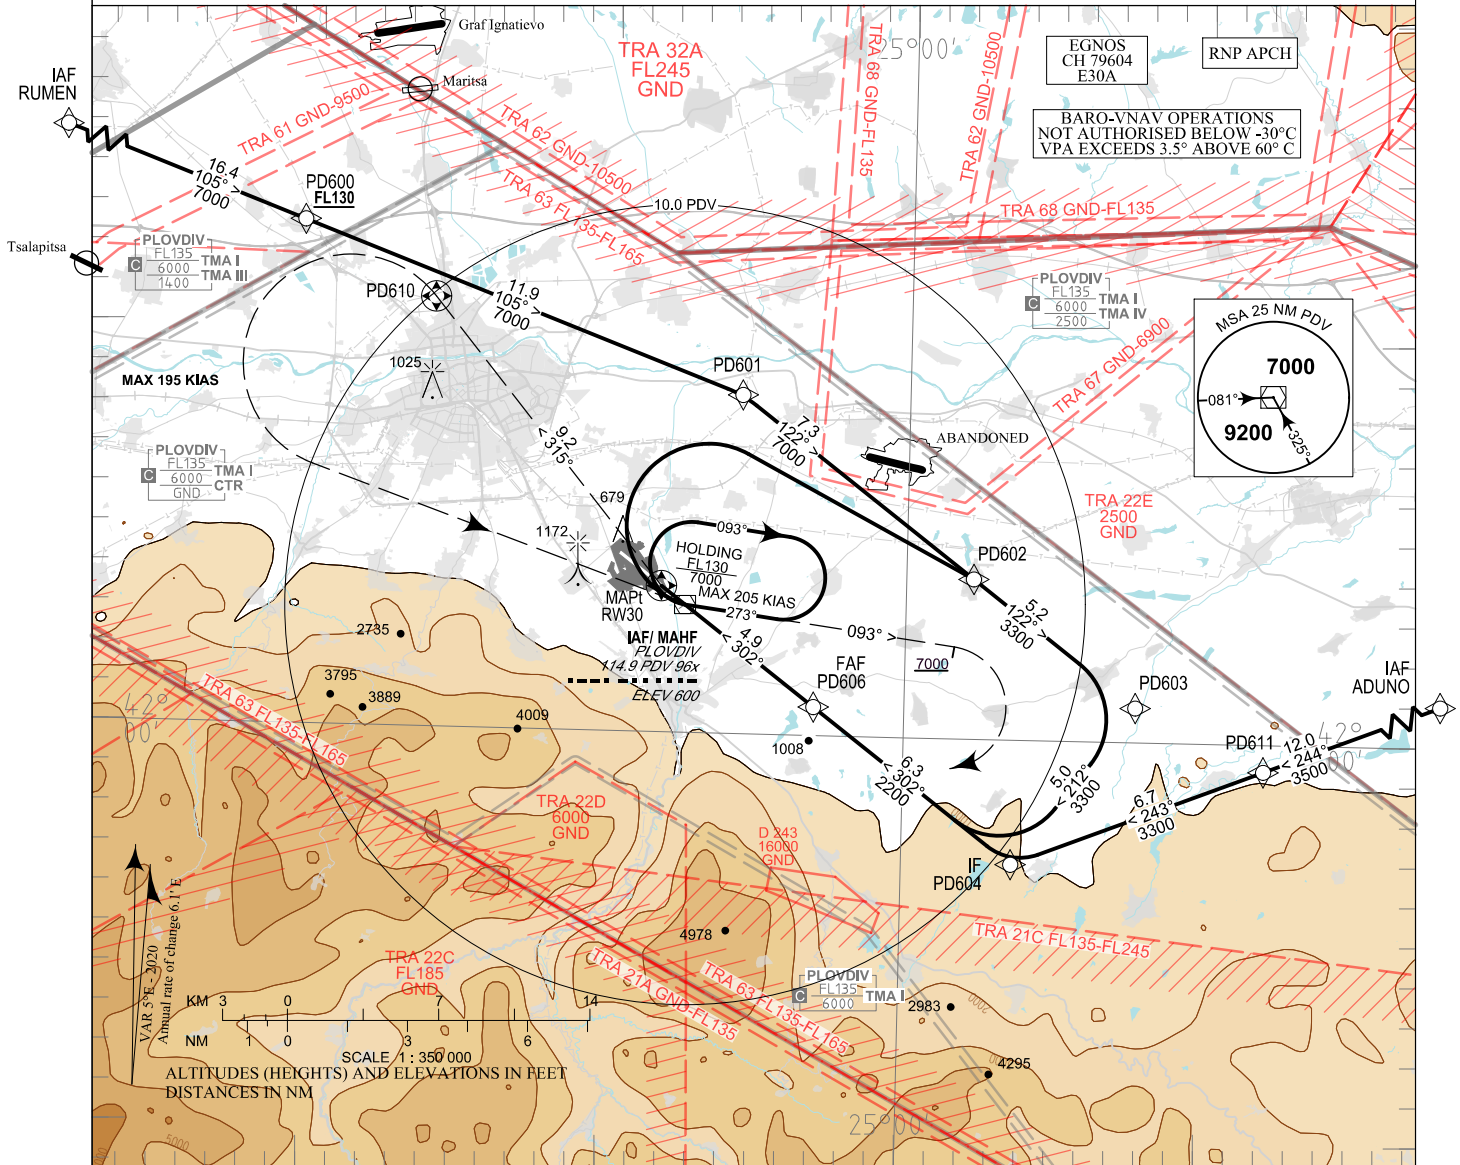 Graf Ignatievo
IAF
RUMEN
Maritsa
TRA 32A
FL245
GND
25°00'
EGNOS
CH 79604
E30A
RNP APCH
BARO-VNAV OPERATIONS
NOT AUTHORISED BELOW -30°C
VPA EXCEEDS 3.5° ABOVE 60° C
TRA 61 GND-9500
TRA 62 GND-10500
TRA 63 FL135-FL165
TRA 68 GND-FL135
TRA 62 GND-10500
TRA 68 GND-FL135
16.4
105° >
7000
PD600
FL130
10.0 PDV
Tsalapitsa
PLOVDIV
FL135
C
6000
1400
TMA I
TMA III
PD610
11.9
105° >
7000
PLOVDIV
FL135
C
6000
2500
TMA I
TMA IV
MSA 25 NM PDV
7000
081°
9200
325°
TRA 67 GND-6900
1025
MAX 195 KIAS
PD601
7.3
122° >
7000
ABANDONED
9.2
< 315°
PLOVDIV
FL135
C
6000
GND
TMA I
CTR
679
1172
093°
HOLDING
FL130
7000
MAX 205 KIAS
273°
TRA 22E
2500
GND
PD602
MAPt
RW30
5.2
122° >
3300
IAF/ MAHF
PLOVDIV
114.9 PDV 96x
ELEV 600
4.9
< 302°
093° >
7000
FAF
PD606
2735
3795
3889
4009
1008
PD603
IAF
ADUNO
42°
00'
42°
00'
TRA 63 FL135-FL165
PD611
12.0
< 244°
3500
6.3
< 302°
2200
5.0
< 212°
3300
6.7
< 243°
3300
TRA 22D
6000
GND
D 243
16000
GND
IF
PD604
VAR 5°E - 2020
Annual rate of change 6.1' E
4978
TRA 21C FL135-FL245
TRA 22C
FL185
GND
TRA 21A GND-FL135
TRA 63 FL135-FL165
PLOVDIV
FL135
C
6000
TMA I
2983
2000
4295
KM 3 0 7 14
NM 1 0 3 6
SCALE 1 : 350 000
ALTITUDES (HEIGHTS) AND ELEVATIONS IN FEET
DISTANCES IN NM
25°00'
5000